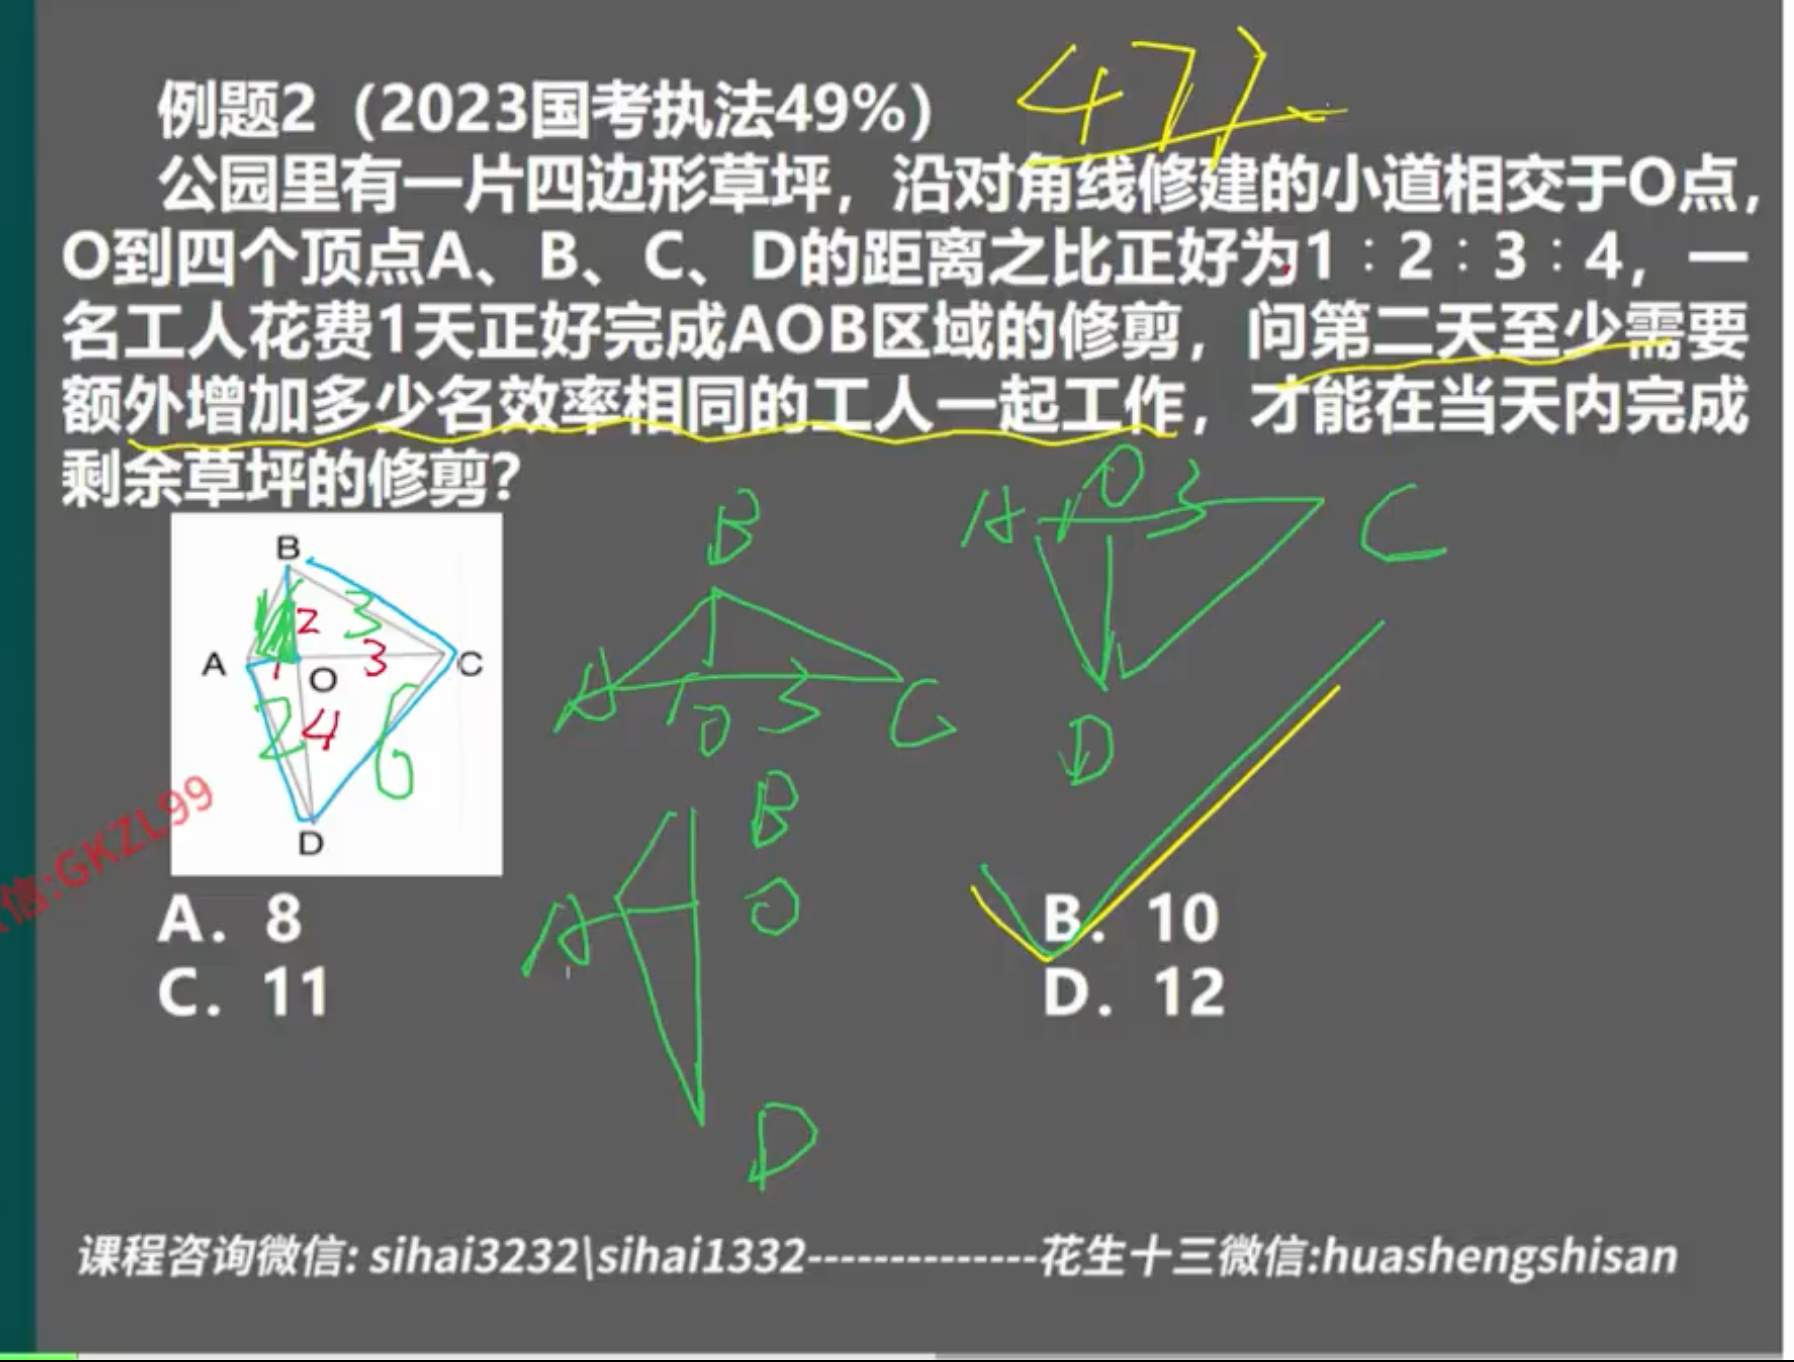 例题2（2023国考执法49%）
47%
公园里有一片四边形草坪，沿对角线修建的小道相交于O点，
O到四个顶点A、B、C、D的距离之比正好为1：2：3：4，一
名工人花费1天正好完成AOB区域的修剪，问第二天至少需要
额外增加多少名效率相同的工人一起工作，才能在当天内完成
剩余草坪的修剪？
B
A O 3 C
B
2 3
A 1 O 3 C
2 4 6
D
A 1 O 3 C
D
B
A O
D
信:GKZL99
A. 8
B. 10
C. 11
D. 12
课程咨询微信: sihai3232\sihai1332--------------花生十三微信:huashengshisan